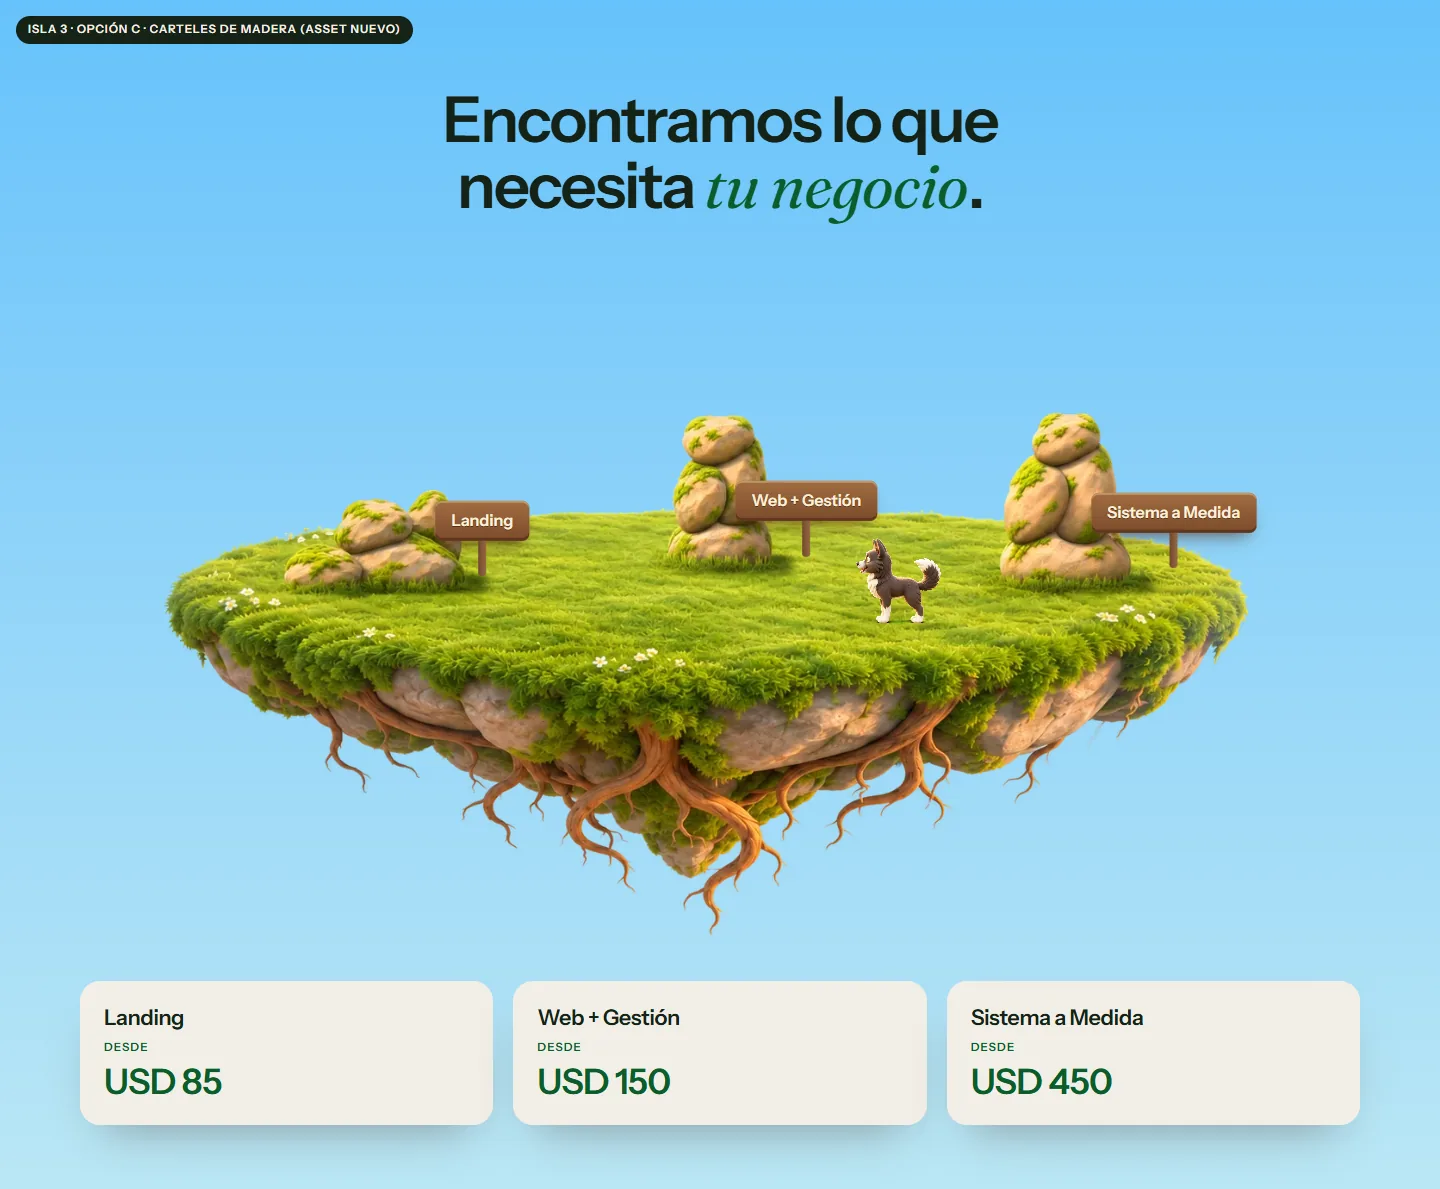 ISLA 3 · OPCIÓN C · CARTELES DE MADERA (ASSET NUEVO)
Encontramos lo que
necesita tu negocio.
Landing
Web + Gestión
Sistema a Medida
Landing
DESDE
USD 85
Web + Gestión
DESDE
USD 150
Sistema a Medida
DESDE
USD 450